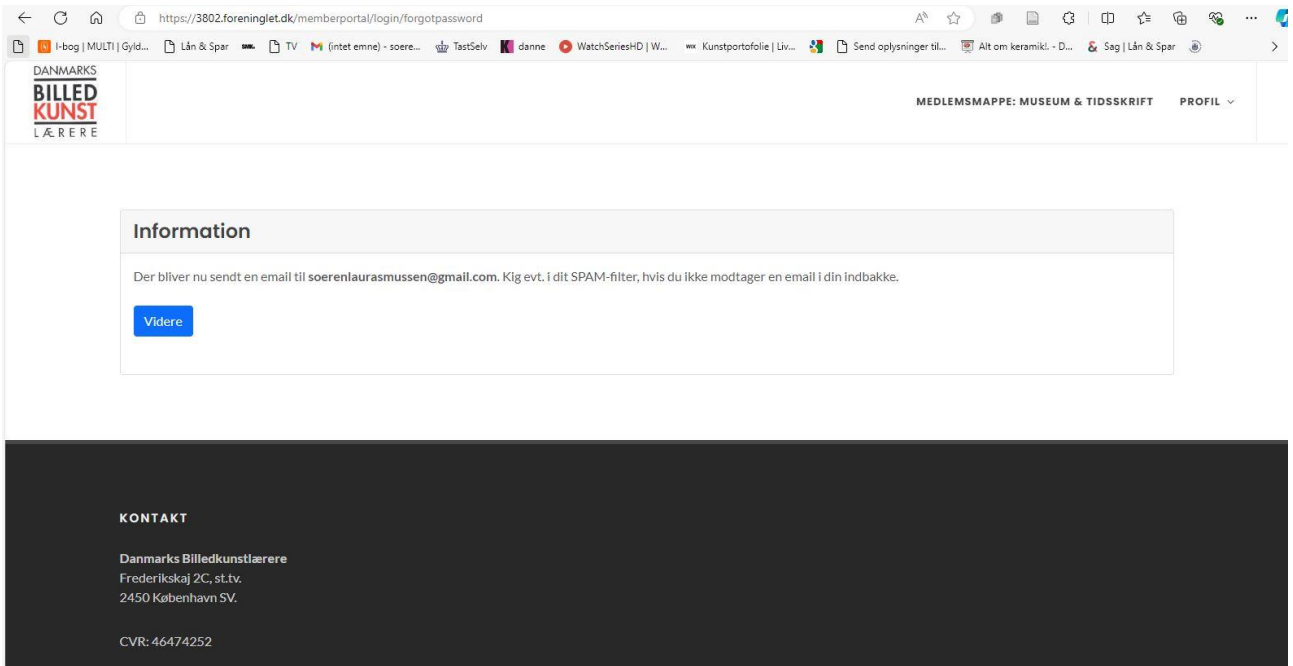 https://3802.foreninglet.dk/memberportal/login/forgotpassword
I-bog | MULTI | Gyld... Lån & Spar TV (intet emne) - soere... TastSelv danne WatchSeriesHD | W... WIX Kunstportofolie | Liv... Send oplysninger til... Alt om keramik!. - D... Sag | Lån & Spar
DANMARKS
BILLED
KUNST
LÆRERE
MEDLEMSMAPPE: MUSEUM & TIDSSKRIFT PROFIL
Information
Der bliver nu sendt en email til soerenlaurasmussen@gmail.com. Kig evt. i dit SPAM-filter, hvis du ikke modtager en email i din indbakke.
Videre
KONTAKT
Danmarks Billedkunstlærere
Frederikskaj 2C, st.tv.
2450 København SV.
CVR: 46474252